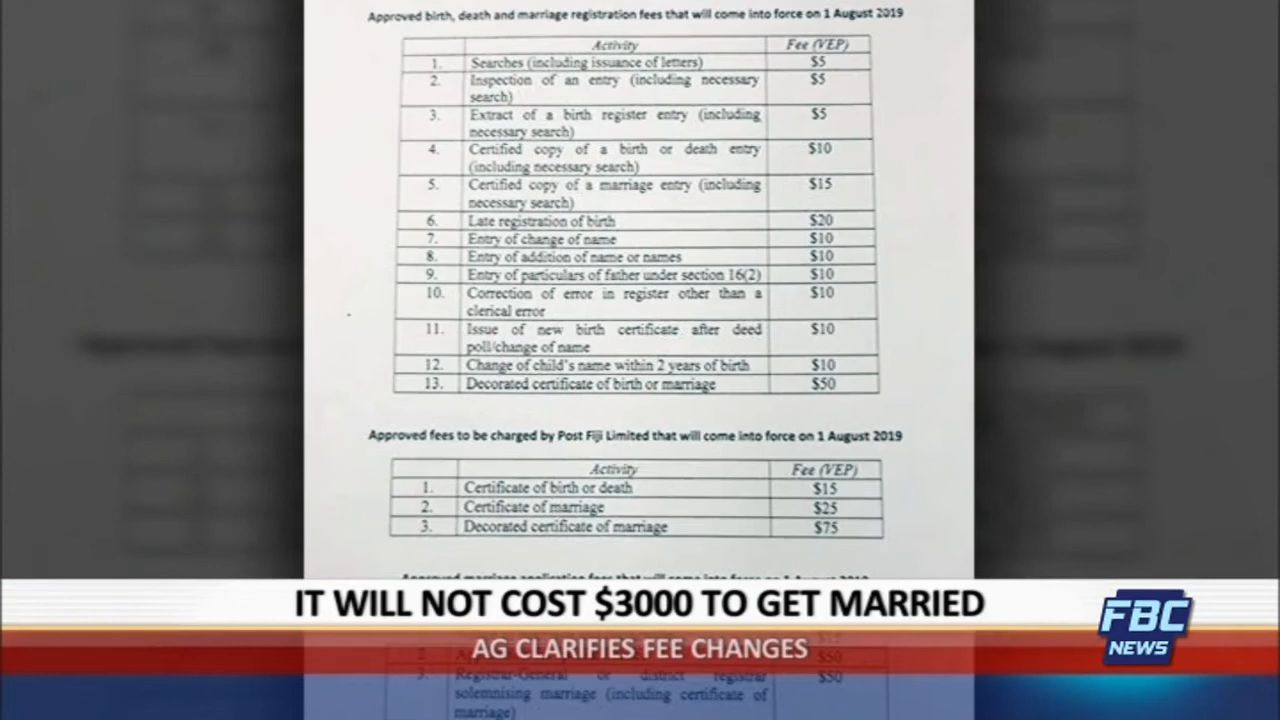 Approved birth, death and marriage registration fees that will come into force on 1 August 2019
Activity Fee (VEP)
1. Searches (including issuance of letters) $5
2. Inspection of an entry (including necessary $5
search)
3. Extract of a birth register entry (including $5
necessary search)
4. Certified copy of a birth or death entry $10
(including necessary search)
5. Certified copy of a marriage entry (including $15
necessary search)
6. Late registration of birth $20
7. Entry of change of name $10
8. Entry of addition of name or names $10
9. Entry of particulars of father under section 16(2) $10
10. Correction of error in register other than a $10
clerical error
11. Issue of new birth certificate after deed $10
poll/change of name
12. Change of child's name within 2 years of birth $10
13. Decorated certificate of birth or marriage $50
Approved fees to be charged by Post Fiji Limited that will come into force on 1 August 2019
Activity Fee (VEP)
1. Certificate of birth or death $15
2. Certificate of marriage $25
3. Decorated certificate of marriage $75
IT WILL NOT COST $3000 TO GET MARRIED
AG CLARIFIES FEE CHANGES
FBC
NEWS
3. Registrar-General or district registrar $50
solemnising marriage (including certificate of
marriage)